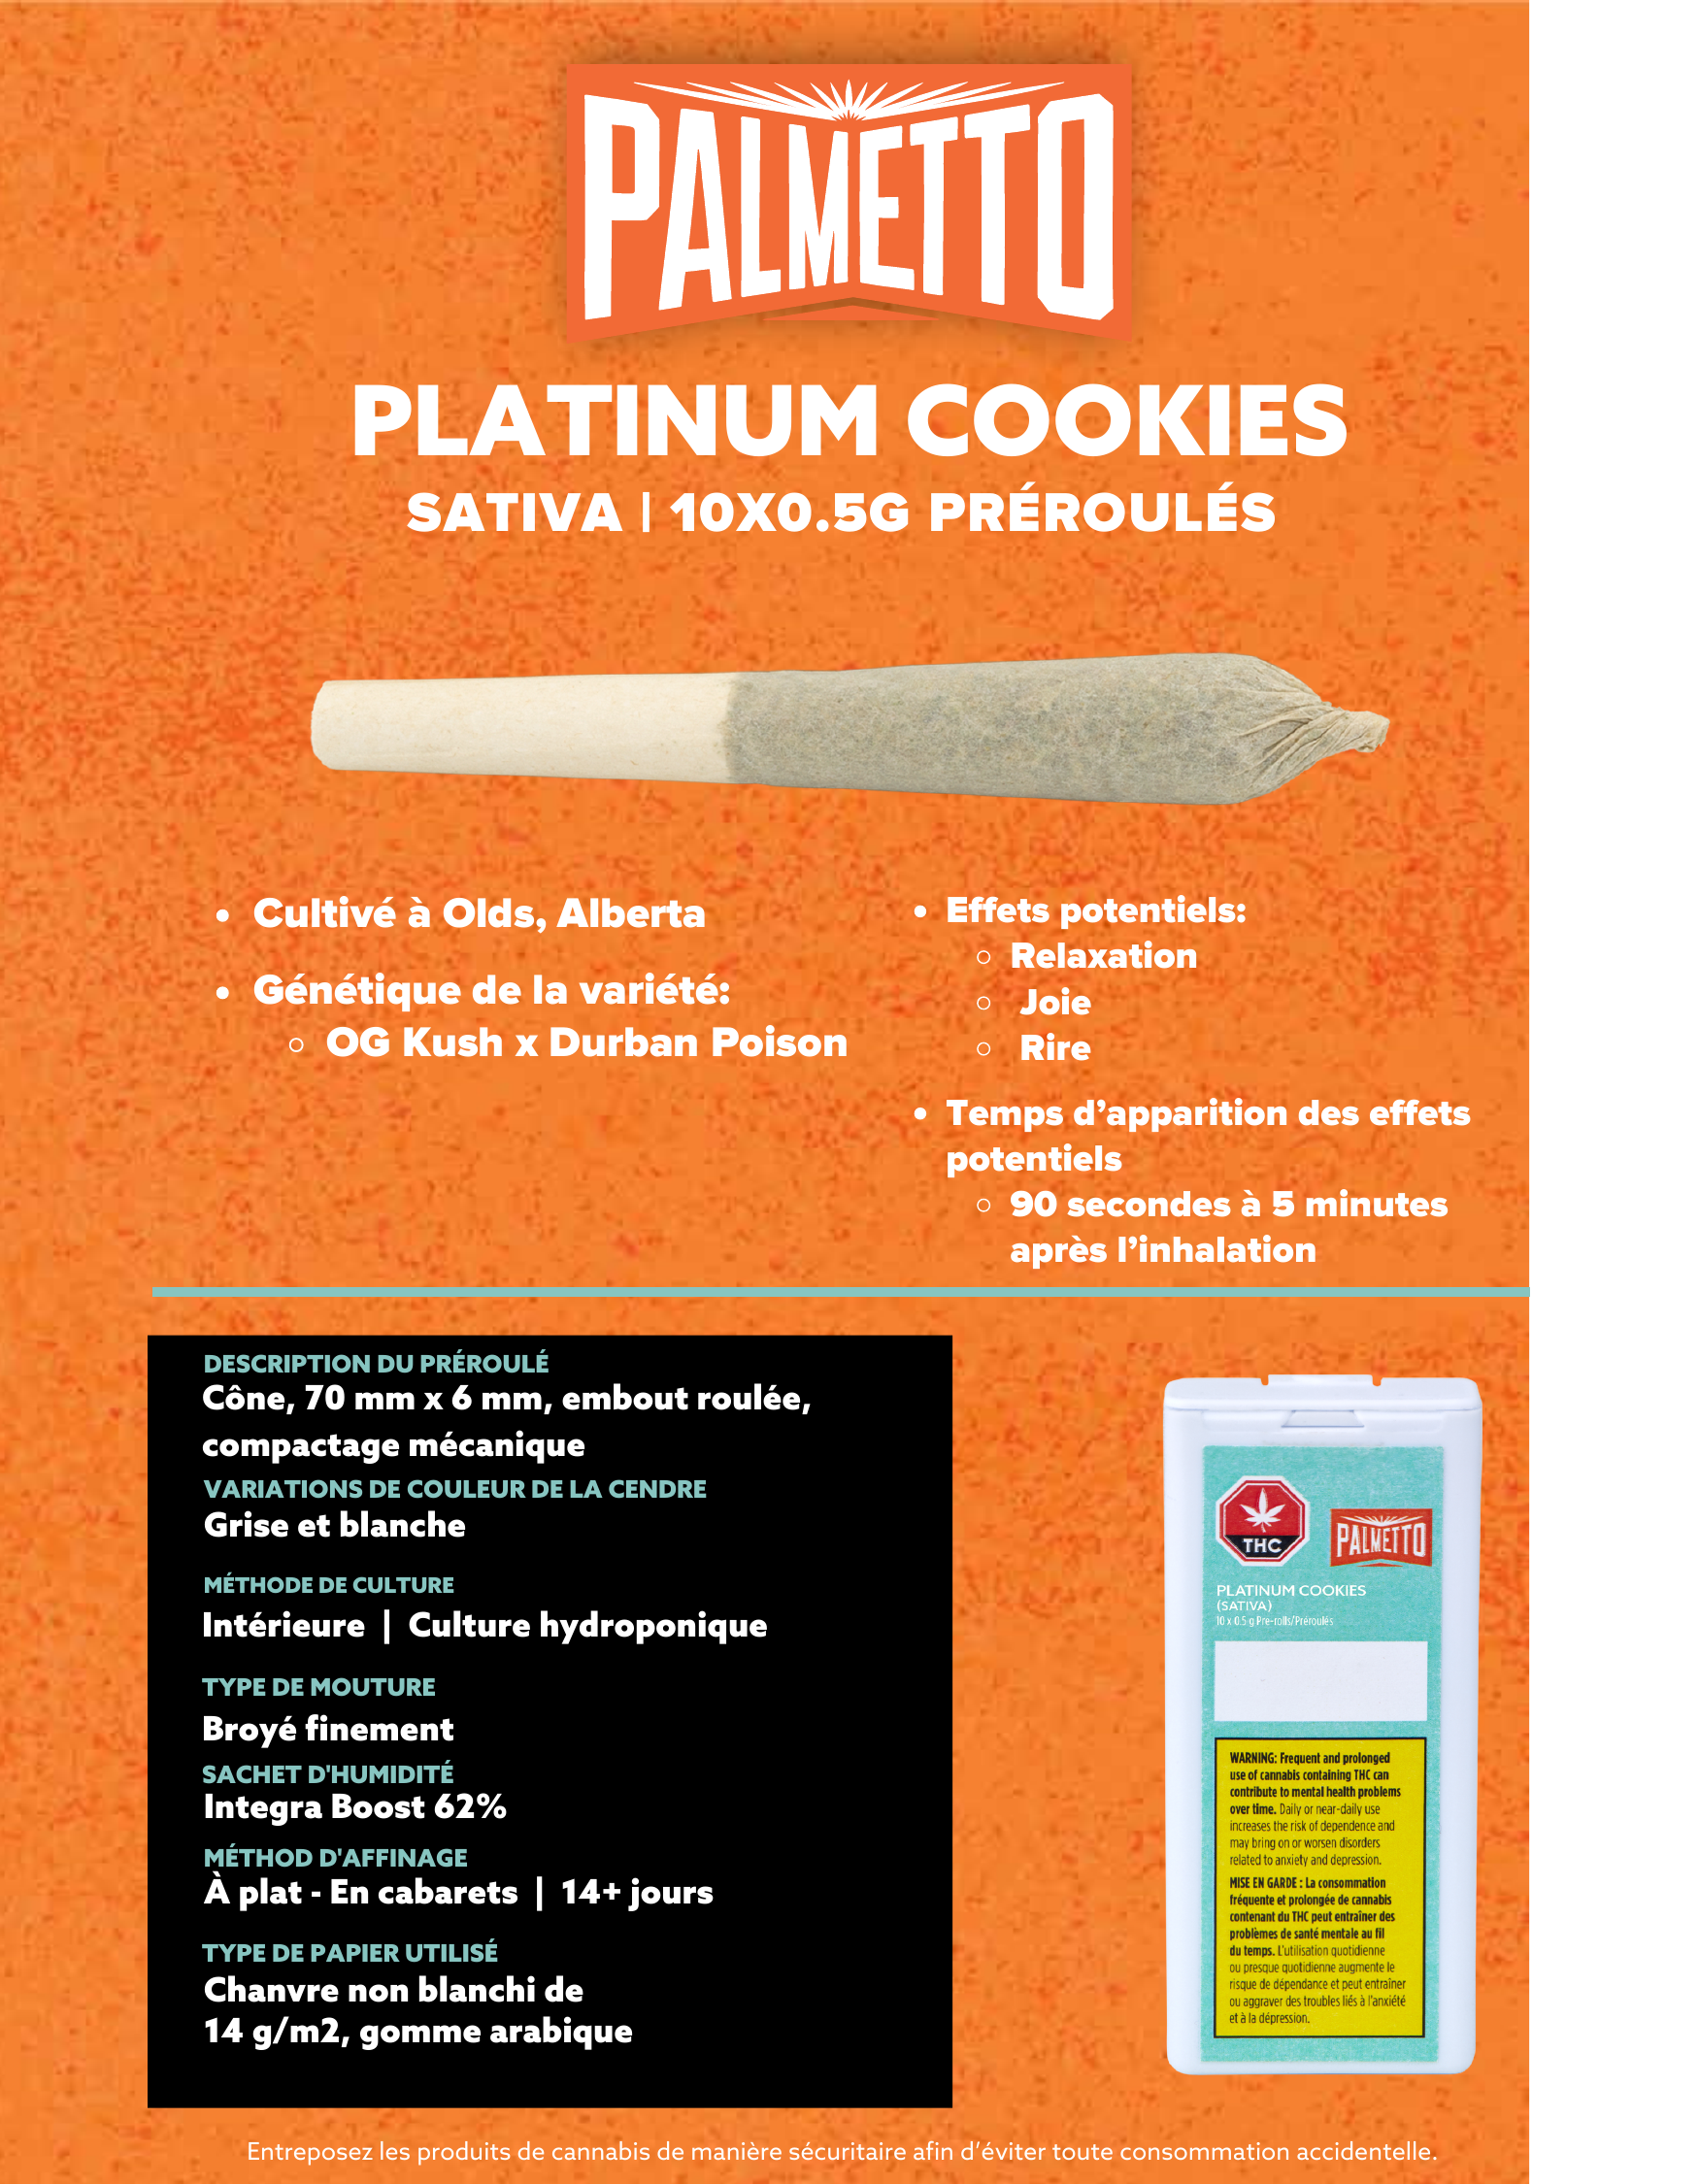 PALMETTO
PLATINUM COOKIES
SATIVA | 10X0.5G PRÉROULÉS
• Cultivé à Olds, Alberta
• Génétique de la variété:
○ OG Kush x Durban Poison
• Effets potentiels:
○ Relaxation
○ Joie
○ Rire
• Temps d’apparition des effets
potentiels
○ 90 secondes à 5 minutes
après l’inhalation
DESCRIPTION DU PRÉROULÉ
Cône, 70 mm x 6 mm, embout roulée,
compactage mécanique
VARIATIONS DE COULEUR DE LA CENDRE
Grise et blanche
MÉTHODE DE CULTURE
Intérieure | Culture hydroponique
TYPE DE MOUTURE
Broyé finement
SACHET D'HUMIDITÉ
Integra Boost 62%
MÉTHOD D'AFFINAGE
À plat - En cabarets | 14+ jours
TYPE DE PAPIER UTILISÉ
Chanvre non blanchi de
14 g/m2, gomme arabique
THC
PALMETTO
PLATINUM COOKIES
(SATIVA)
10 x 0.5 g Pre-rolls/Préroulés
WARNING: Frequent and prolonged
use of cannabis containing THC can
contribute to mental health problems
over time. Daily or near-daily use
increases the risk of dependence and
may bring on or worsen disorders
related to anxiety and depression.
MISE EN GARDE : La consommation
fréquente et prolongée de cannabis
contenant du THC peut entraîner des
problèmes de santé mentale au fil
du temps. L'utilisation quotidienne
ou presque quotidienne augmente le
risque de dépendance et peut entraîner
ou aggraver des troubles liés à l'anxiété
et à la dépression.
Entreposez les produits de cannabis de manière sécuritaire afin d’éviter toute consommation accidentelle.